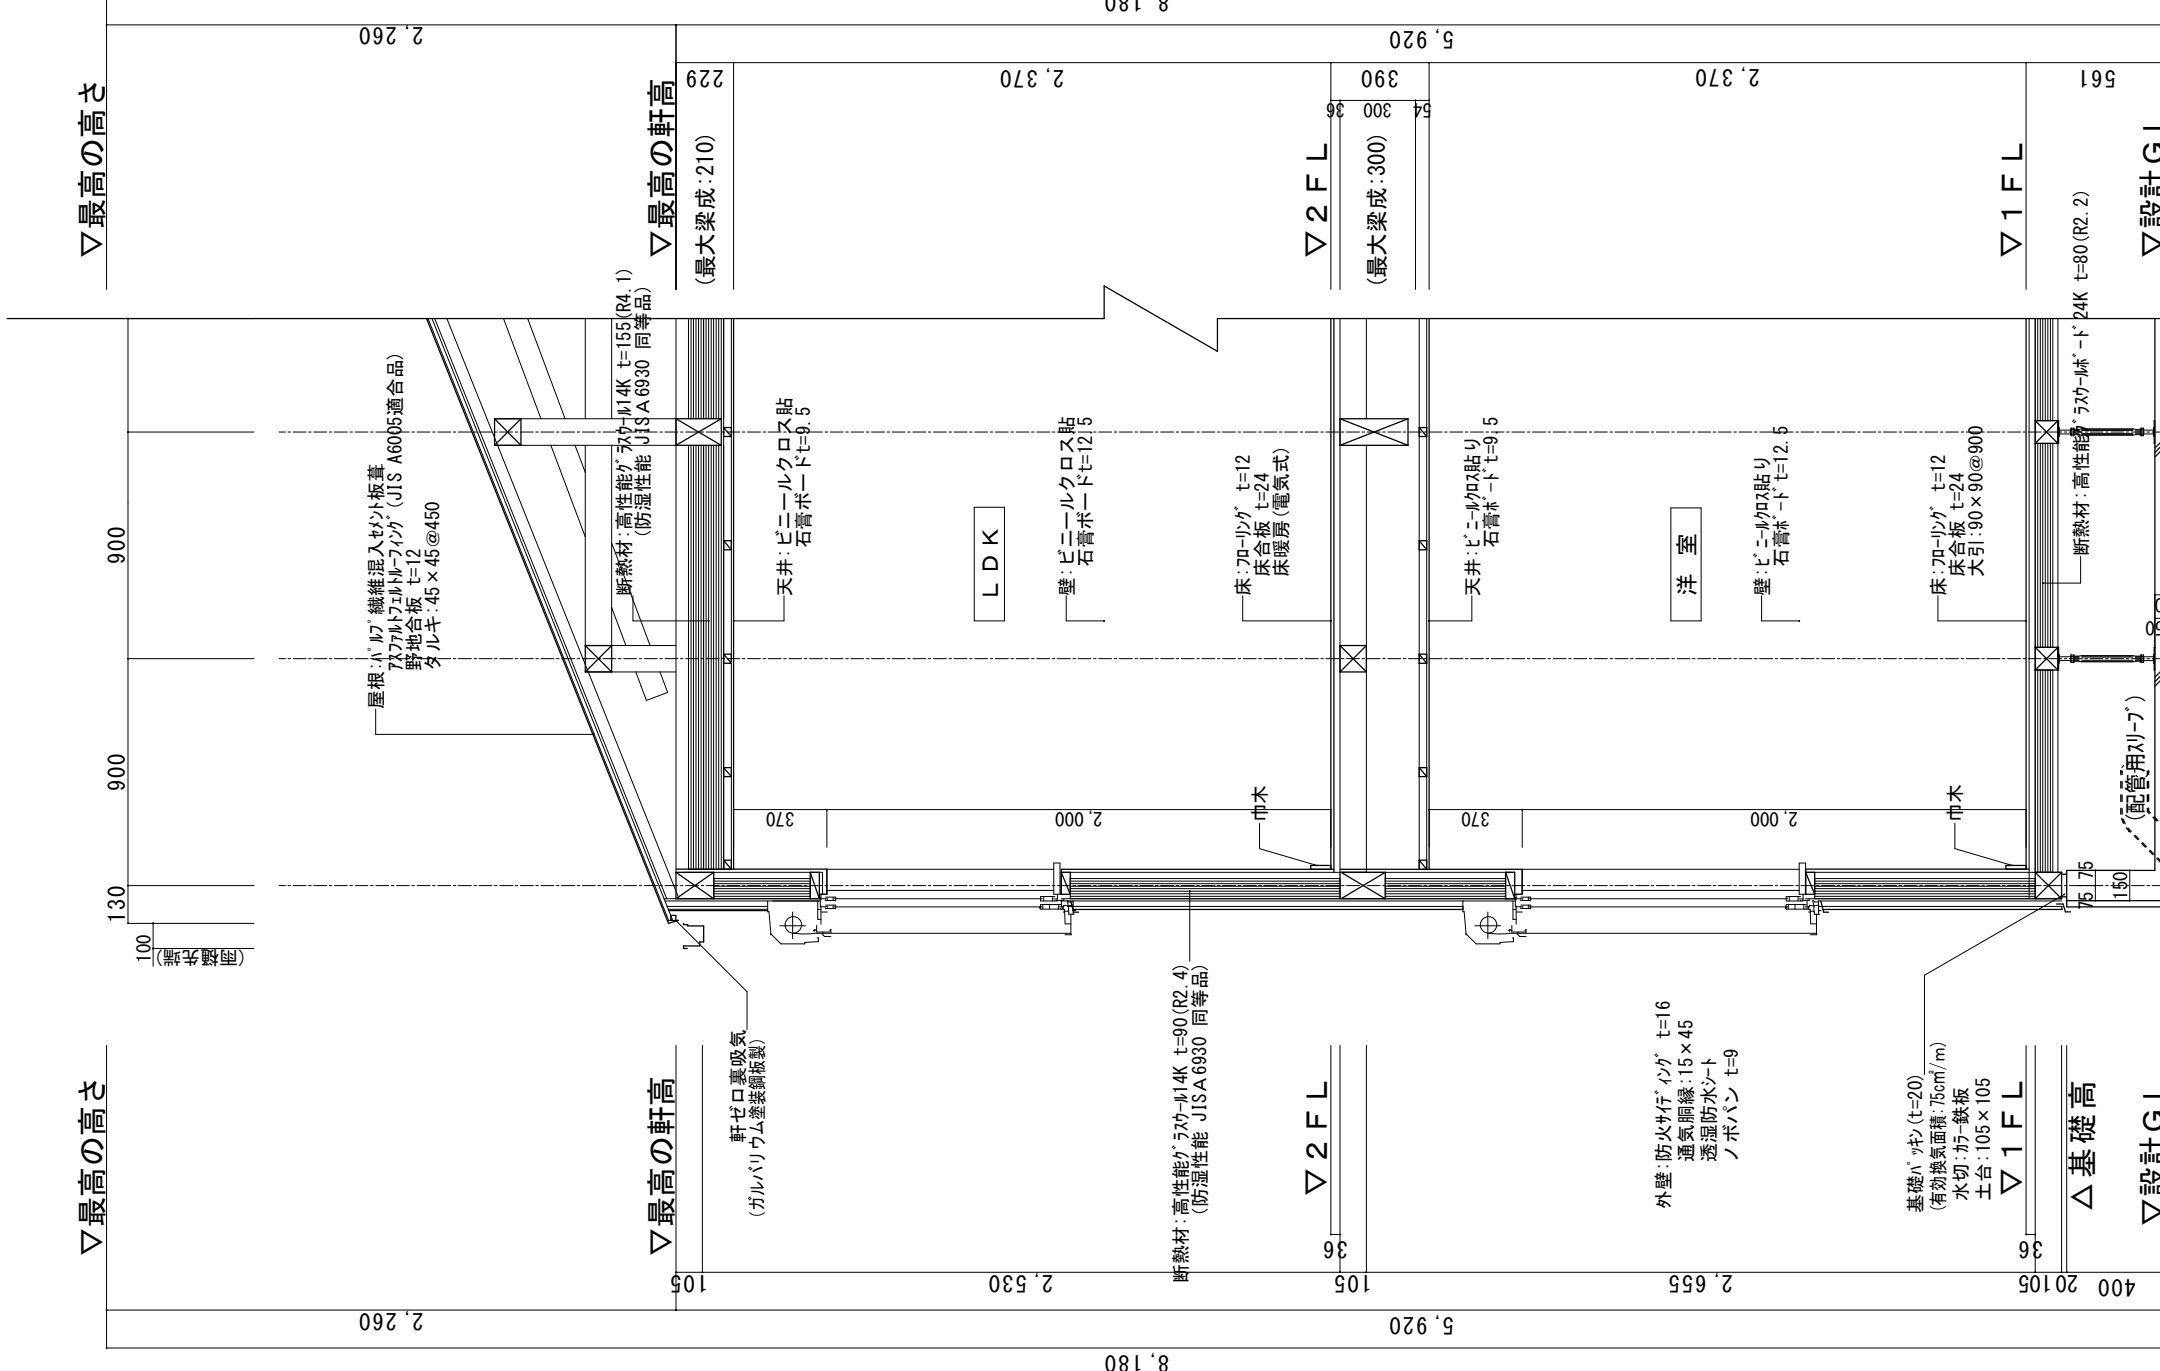 8,180
2,260
5,920
229
2,370
390
2,370
561
36
300
54
▽最高の高さ
▽最高の軒高
(最大梁成:210)
▽2FL
(最大梁成:300)
▽1FL
▽設計GL
屋根:パルプ繊維混入セメント板葺
アスファルトフェルトルーフィング(JIS A6005適合品)
野地合板 t=12
タルキ:45×45@450
断熱材:高性能グラスウール14K t=155(R4.1)
(防湿性能 JISA6930 同等品)
天井:ビニールクロス貼
石膏ボードt=9.5
LDK
壁:ビニールクロス貼
石膏ボードt=12.5
床:フローリング t=12
床合板 t=24
床暖房(電気式)
天井:ビニールクロス貼り
石膏ボードt=9.5
洋室
壁:ビニールクロス貼り
石膏ボードt=12.5
床:フローリング t=12
床合板 t=24
大引:90×90@900
断熱材:高性能グラスウールボード24K t=80(R2.2)
(配管用スリーブ)
900
900
130
100
(雨樋先端)
370
2,000
巾木
370
2,000
巾木
75
75
150
軒ゼロ裏吸気
(ガルバリウム塗装鋼板製)
断熱材:高性能グラスウール14K t=90(R2.4)
(防湿性能 JISA6930 同等品)
外壁:防火サイディング t=16
通気胴縁:15×45
透湿防水シート
ノボパン t=9
基礎パッキン(t=20)
(有効換気面積:75c㎡/m)
水切:カラー鉄板
土台:105×105
▽最高の高さ
▽最高の軒高
▽2FL
▽1FL
△基礎高
▽設計GL
36
36
105
2,530
105
2,655
105
20
400
2,260
5,920
8,180